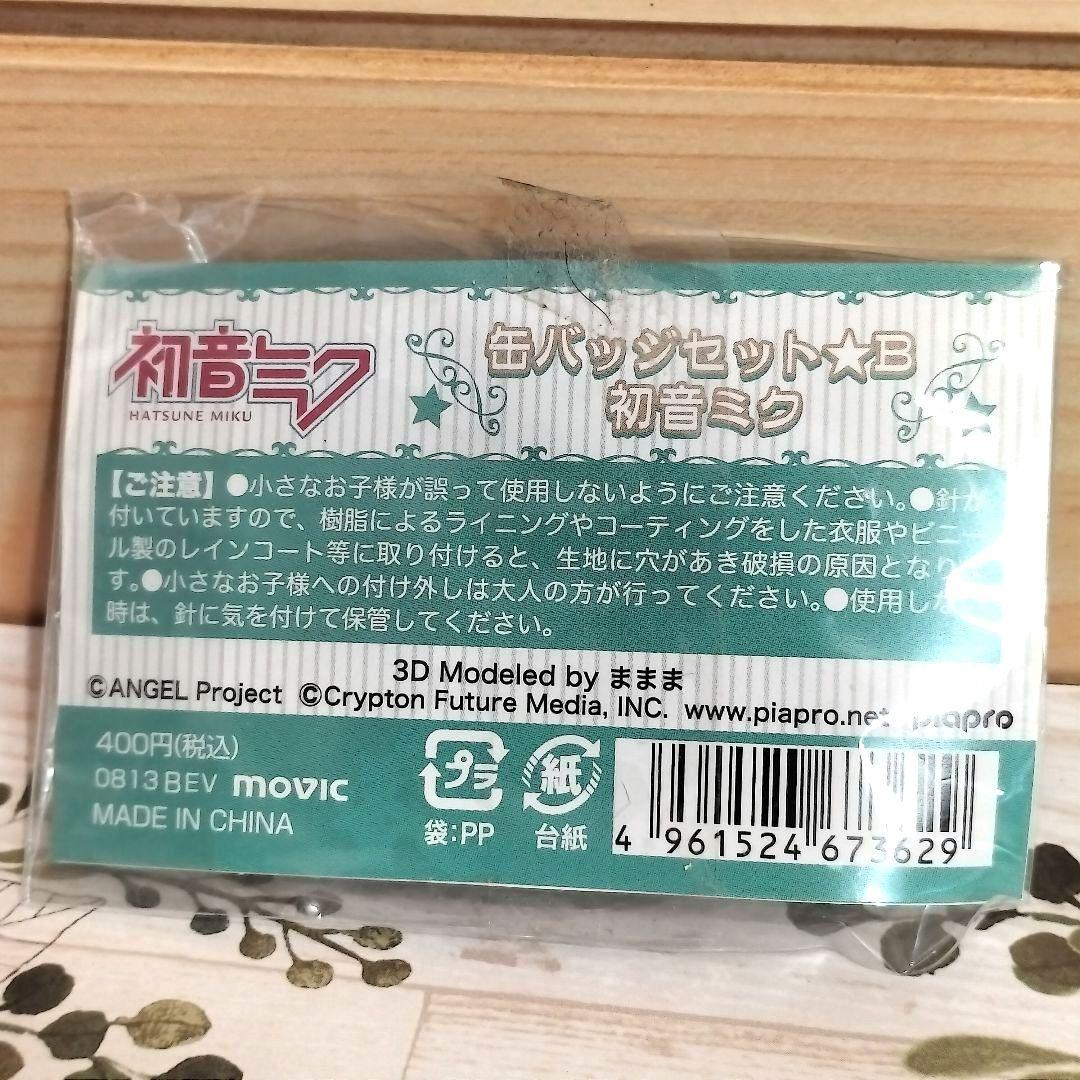 初音ミク
HATSUNE MIKU
缶バッジセット★B
初音ミク
【ご注意】●小さなお子様が誤って使用しないようにご注意ください。●針が
付いていますので、樹脂によるライニングやコーティングをした衣服やビニー
ル製のレインコート等に取り付けると、生地に穴があき破損の原因となりま
す。●小さなお子様への付け外しは大人の方が行ってください。●使用しない
時は、針に気を付けて保管してください。
3D Modeled by ままま
©ANGEL Project ©Crypton Future Media, INC. www.piapro.net piapro
400円(税込)
0813BEV movic
MADE IN CHINA
プラ
袋:PP
紙
台紙
4 961524 673629